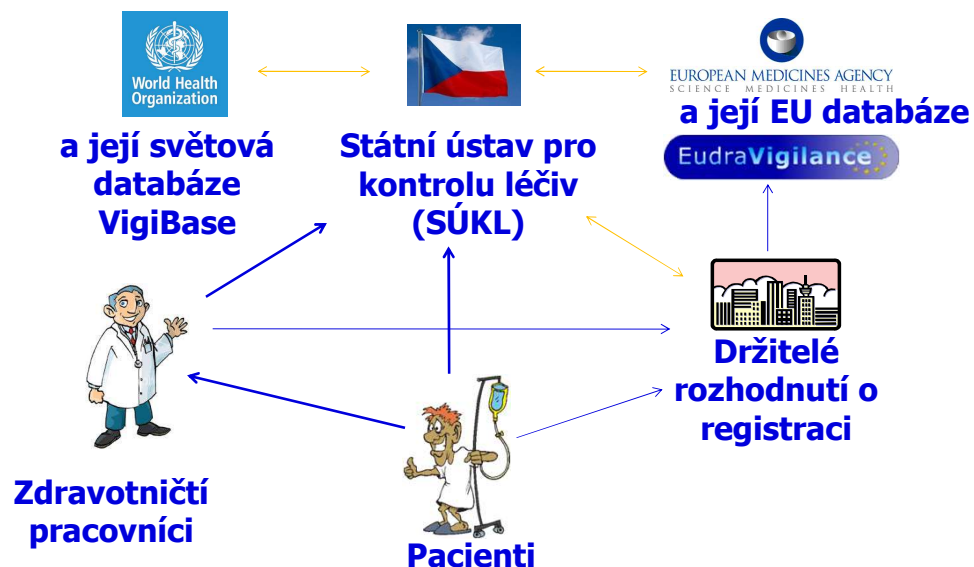 World Health
Organization
a její světová
databáze
VigiBase
Státní ústav pro
kontrolu léčiv
(SÚKL)
EUROPEAN MEDICINES AGENCY
SCIENCE MEDICINES HEALTH
a její EU databáze
EudraVigilance
Držitelé
rozhodnutí o
registraci
Zdravotničtí
pracovníci
Pacienti